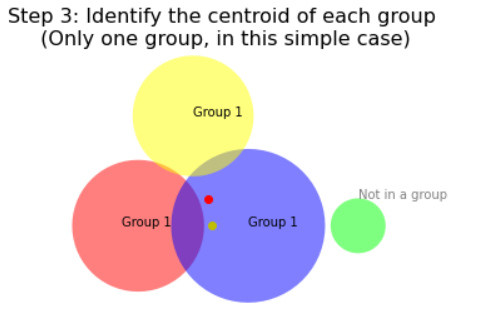 Step 3: Identify the centroid of each group
(Only one group, in this simple case)
Group 1
Not in a group
Group 1
Group 1